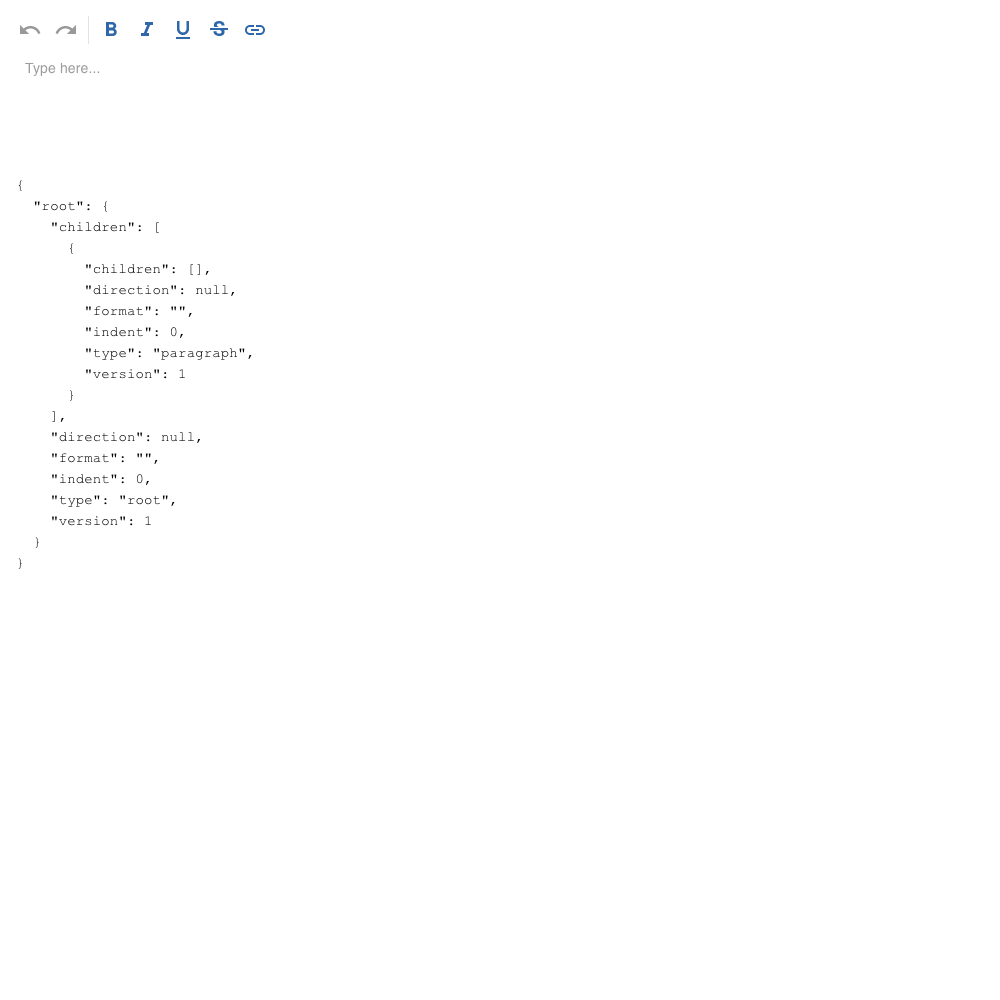 B I U S
Type here...
{
  "root": {
    "children": [
      {
        "children": [],
        "direction": null,
        "format": "",
        "indent": 0,
        "type": "paragraph",
        "version": 1
      }
    ],
    "direction": null,
    "format": "",
    "indent": 0,
    "type": "root",
    "version": 1
  }
}